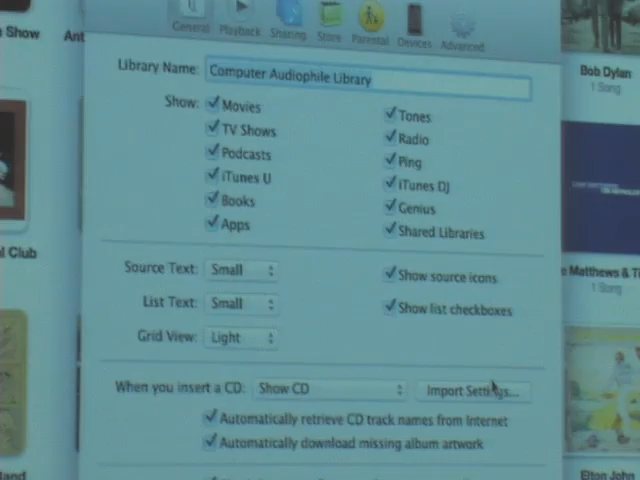 Show
Ant
General Playback Sharing Store Parental Devices Advanced
Library Name: Computer Audiophile Library
Show: Movies
TV Shows
Podcasts
iTunes U
Books
Apps
Tones
Radio
Ping
iTunes DJ
Genius
Shared Libraries
Source Text: Small
Show source icons
List Text: Small
Show list checkboxes
Grid View: Light
When you insert a CD: Show CD Import Settings...
Automatically retrieve CD track names from Internet
Automatically download missing album artwork
Bob Dylan
1 Song
l Club
e Matthews & Ti
1 Song
land
Elton John